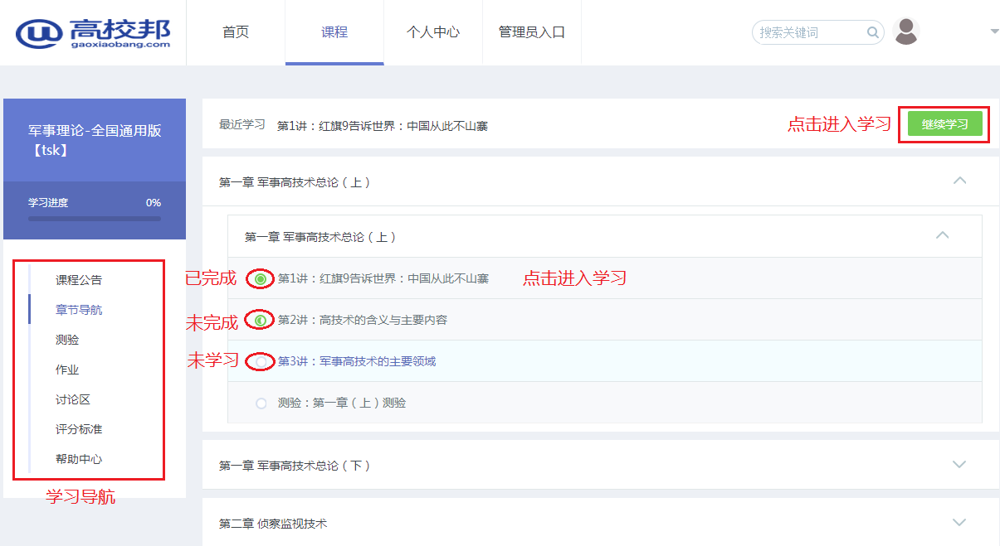 高校邦
gaoxiaobang.com
首页
课程
个人中心
管理员入口
搜索关键词
军事理论-全国通用版
【tsk】
学习进度 0%
课程公告
章节导航
测验
作业
讨论区
评分标准
帮助中心
学习导航
最近学习 第1讲：红旗9告诉世界：中国从此不山寨
点击进入学习
继续学习
第一章 军事高技术总论（上）
第一章 军事高技术总论（上）
已完成 第1讲：红旗9告诉世界：中国从此不山寨 点击进入学习
未完成 第2讲：高技术的含义与主要内容
未学习 第3讲：军事高技术的主要领域
测验：第一章（上）测验
第一章 军事高技术总论（下）
第二章 侦察监视技术